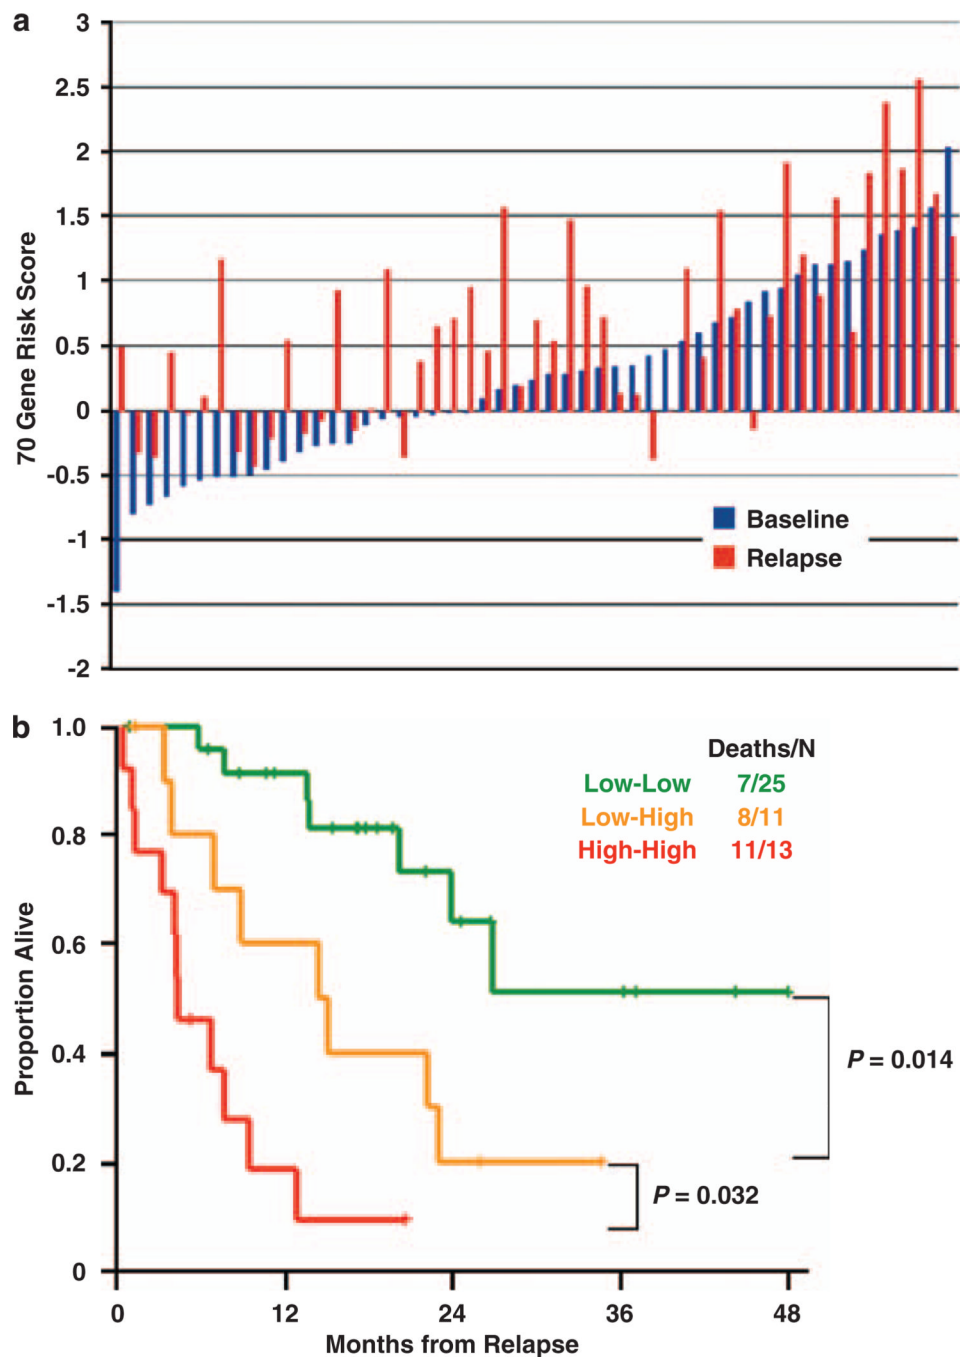 a
3
2.5
2
1.5
1
0.5
0
-0.5
-1
-1.5
-2
70 Gene Risk Score
Baseline
Relapse
b
1.0
0.8
0.6
0.4
0.2
0
Proportion Alive
Deaths/N
Low-Low 7/25
Low-High 8/11
High-High 11/13
P = 0.014
P = 0.032
0 12 24 36 48
Months from Relapse